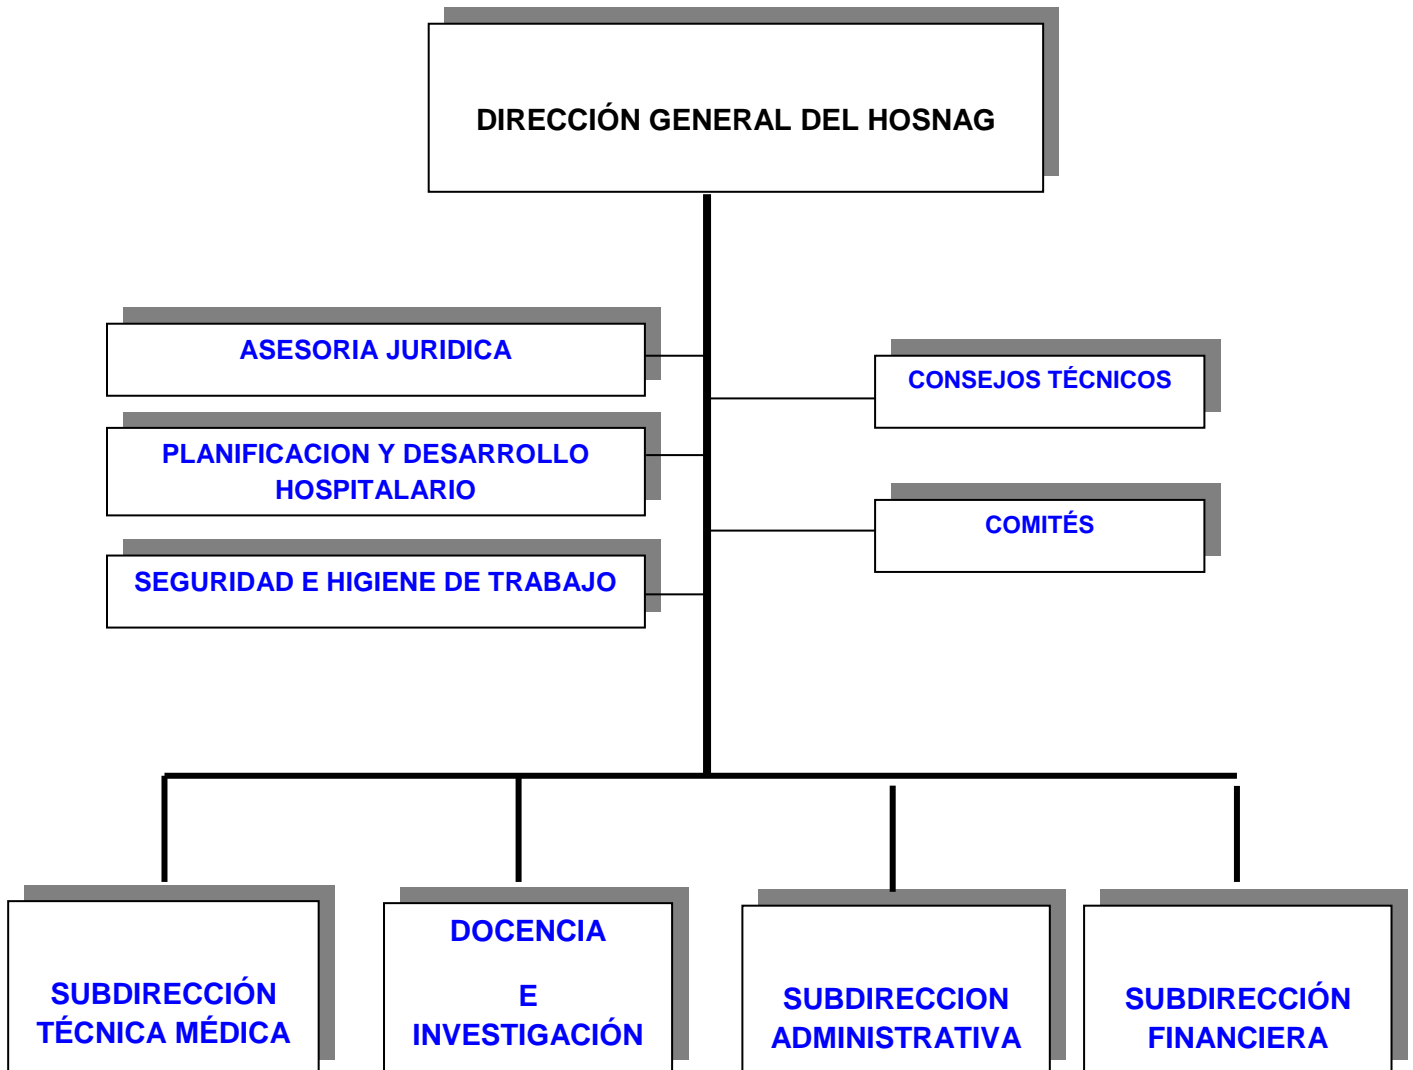 DIRECCIÓN GENERAL DEL HOSNAG
ASESORIA JURIDICA
CONSEJOS TÉCNICOS
PLANIFICACION Y DESARROLLO
HOSPITALARIO
COMITÉS
SEGURIDAD E HIGIENE DE TRABAJO
SUBDIRECCIÓN
TÉCNICA MÉDICA
DOCENCIA
E
INVESTIGACIÓN
SUBDIRECCION
ADMINISTRATIVA
SUBDIRECCIÓN
FINANCIERA